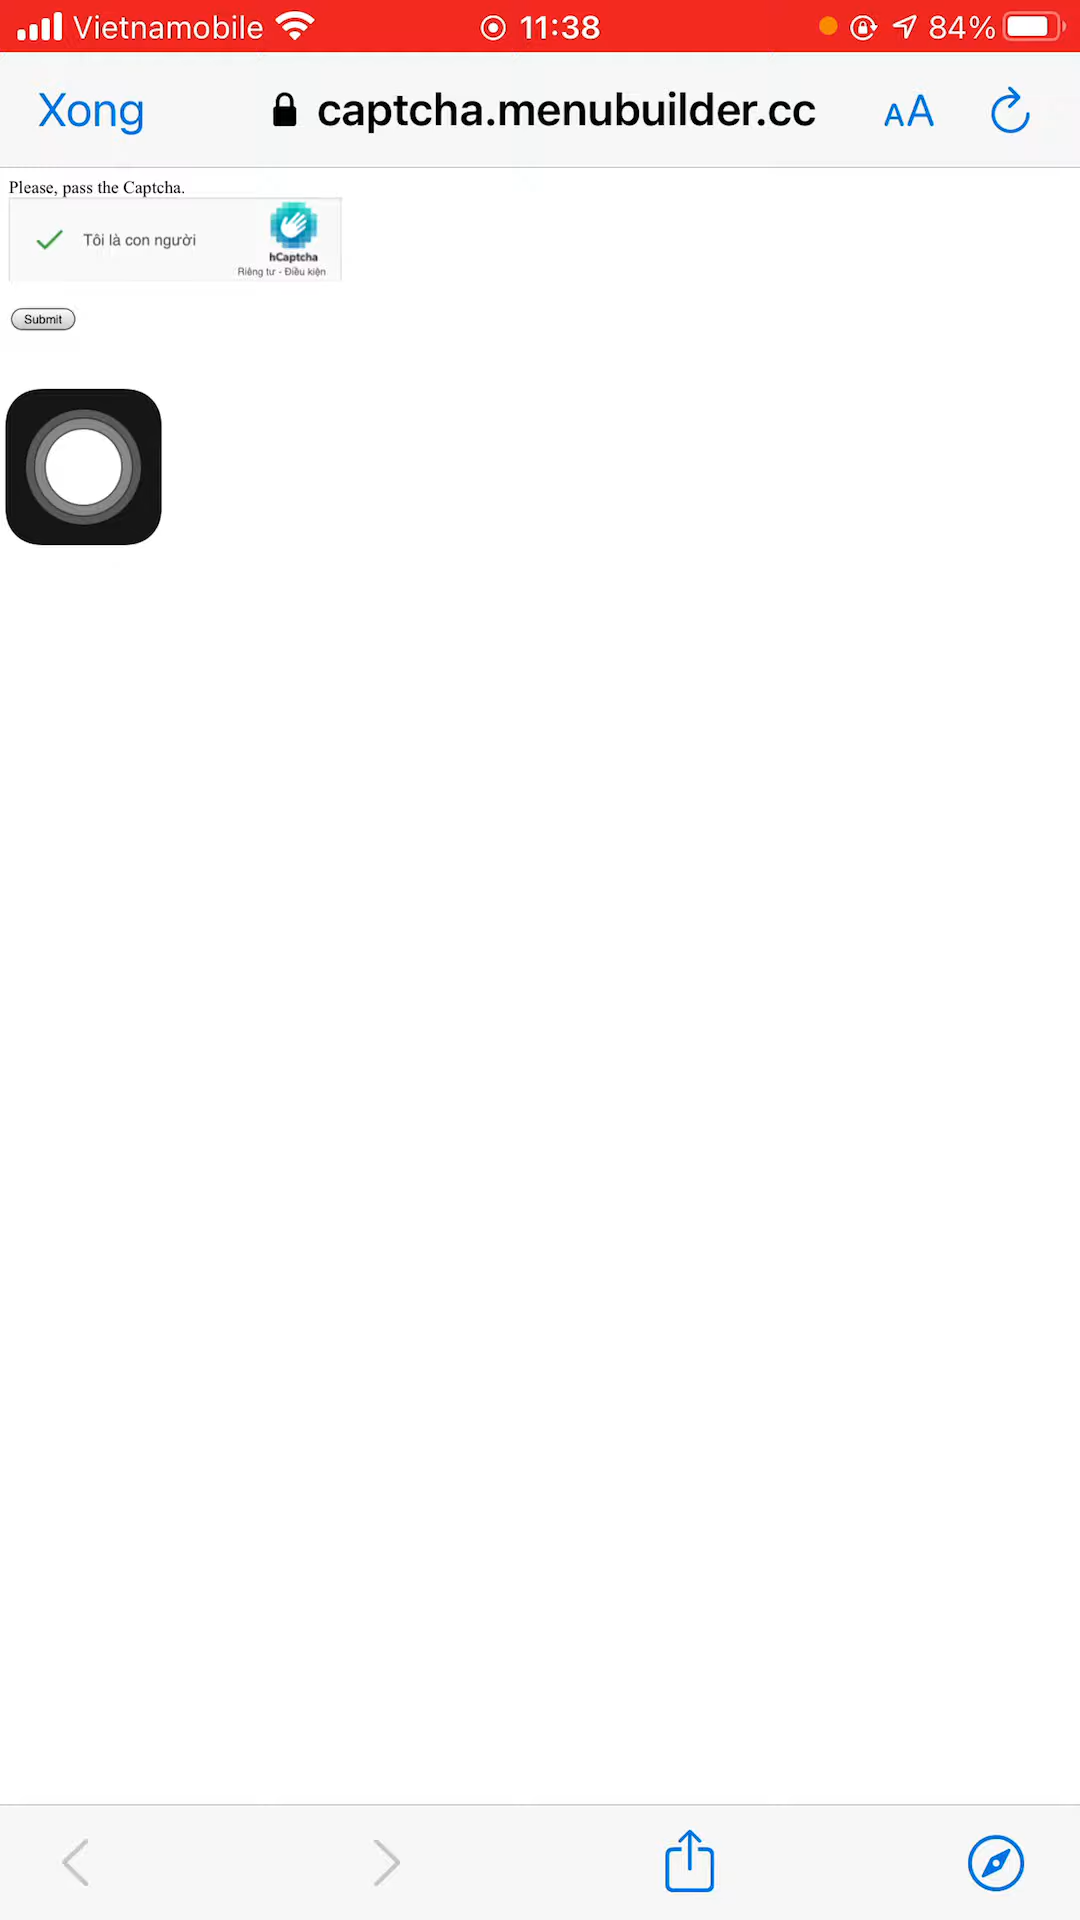 Vietnamobile 11:38 84%
Xong captcha.menubuilder.cc AA
Please, pass the Captcha.
Tôi là con người
hCaptcha
Riêng tư - Điều kiện
Submit